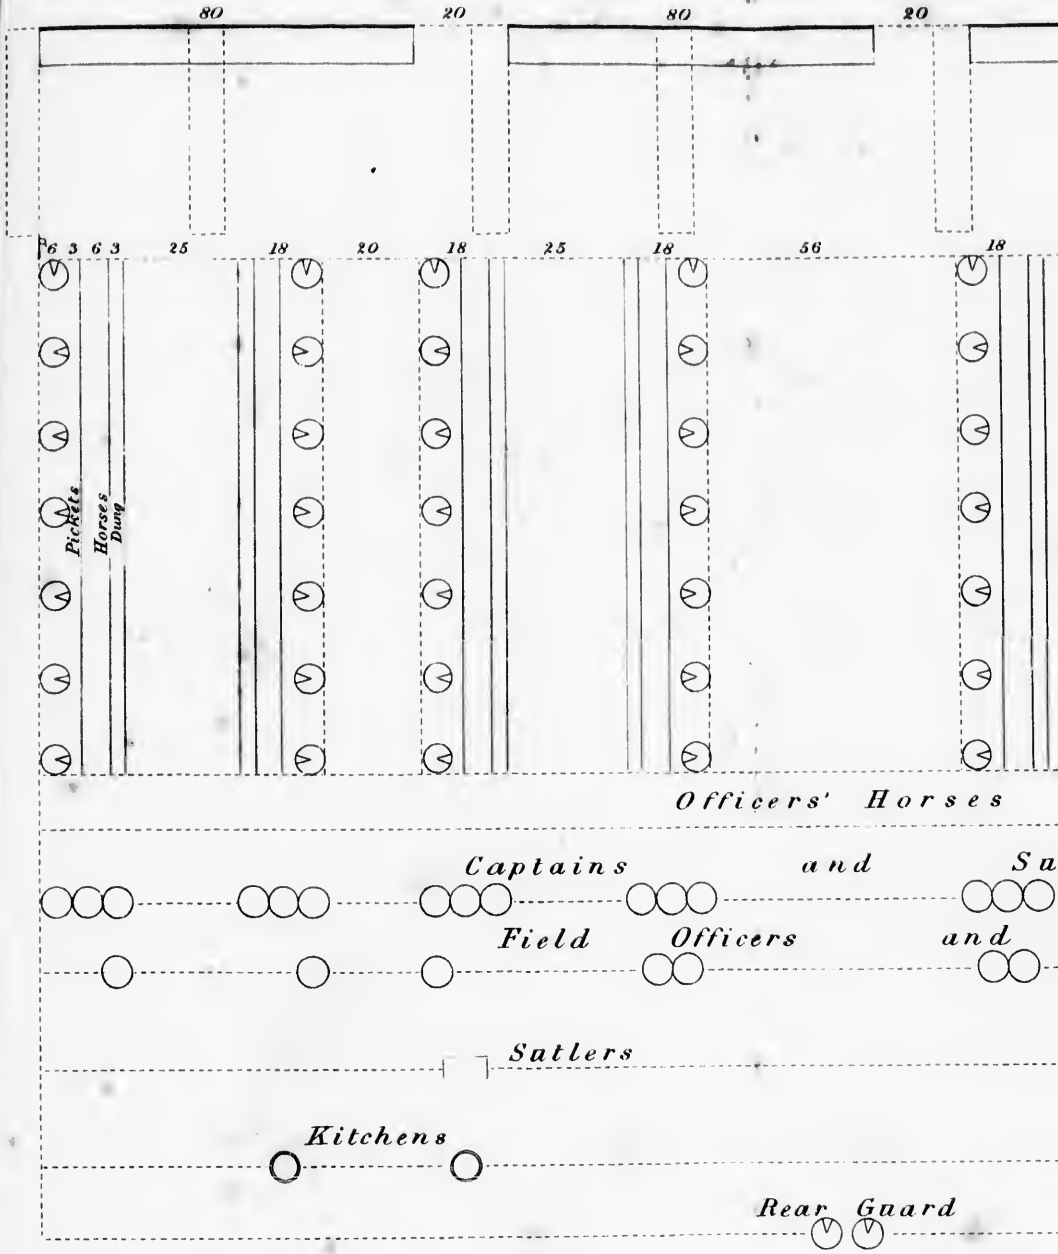 80 20 80 20
6 3 6 3 25 18 20 18 25 18 56 18
Pickets
Horses
Dung
Officers' Horses
Captains and Su
Field Officers and
Sutlers
Kitchens
Rear Guard